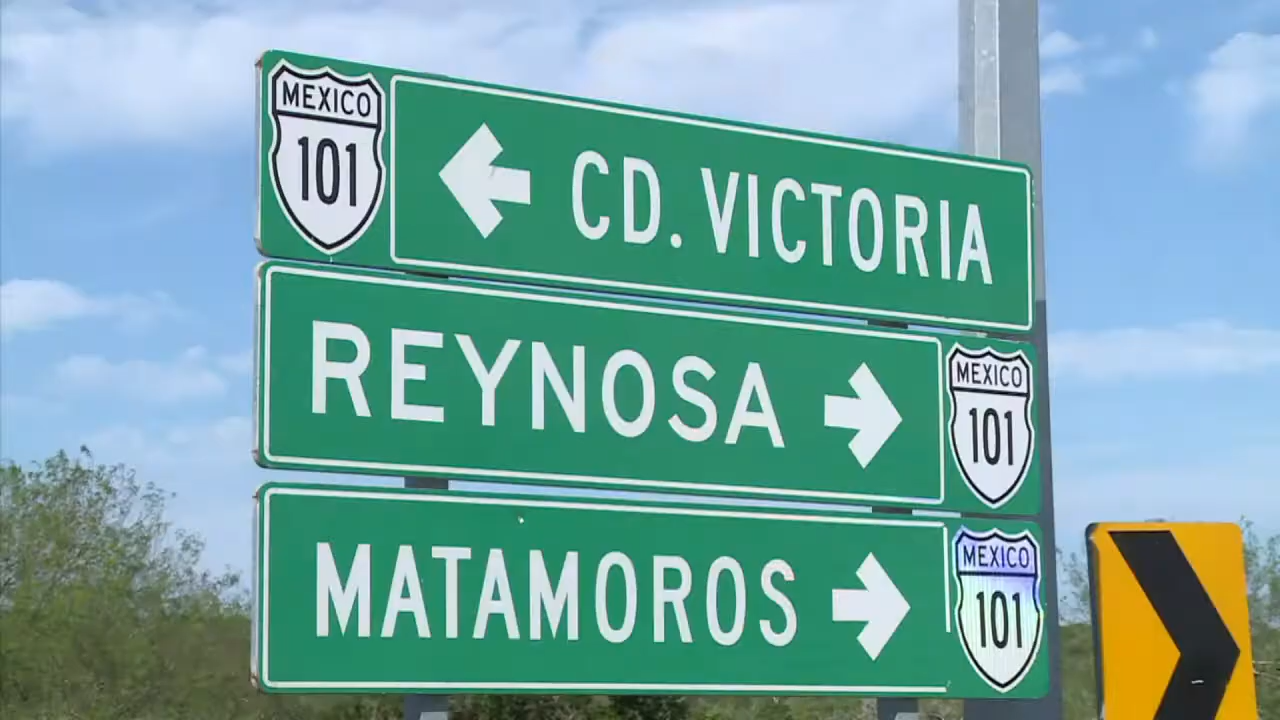 MEXICO
101
CD. VICTORIA
REYNOSA
MEXICO
101
MATAMOROS
MEXICO
101